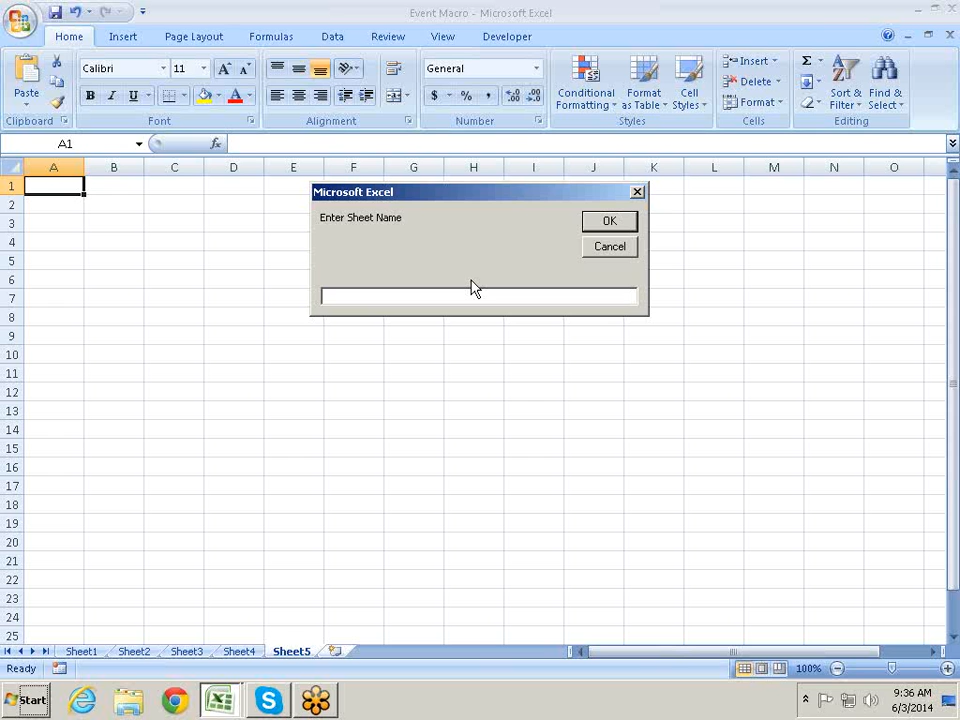 Event Macro - Microsoft Excel
Home Insert Page Layout Formulas Data Review View Developer
Paste
Clipboard
Calibri 11
B I U
Font
Alignment
General
$ % ,
Number
Conditional Formatting
Format as Table
Cell Styles
Styles
Insert
Delete
Format
Cells
Σ
Sort & Filter
Find & Select
Editing
A1
fx
A B C D E F G H I J K L M N O
1
2
3
4
5
6
7
8
9
10
11
12
13
14
15
16
17
18
19
20
21
22
23
24
25
Microsoft Excel
Enter Sheet Name
OK
Cancel
Sheet1 Sheet2 Sheet3 Sheet4 Sheet5
Ready
100%
Start
9:36 AM
6/3/2014